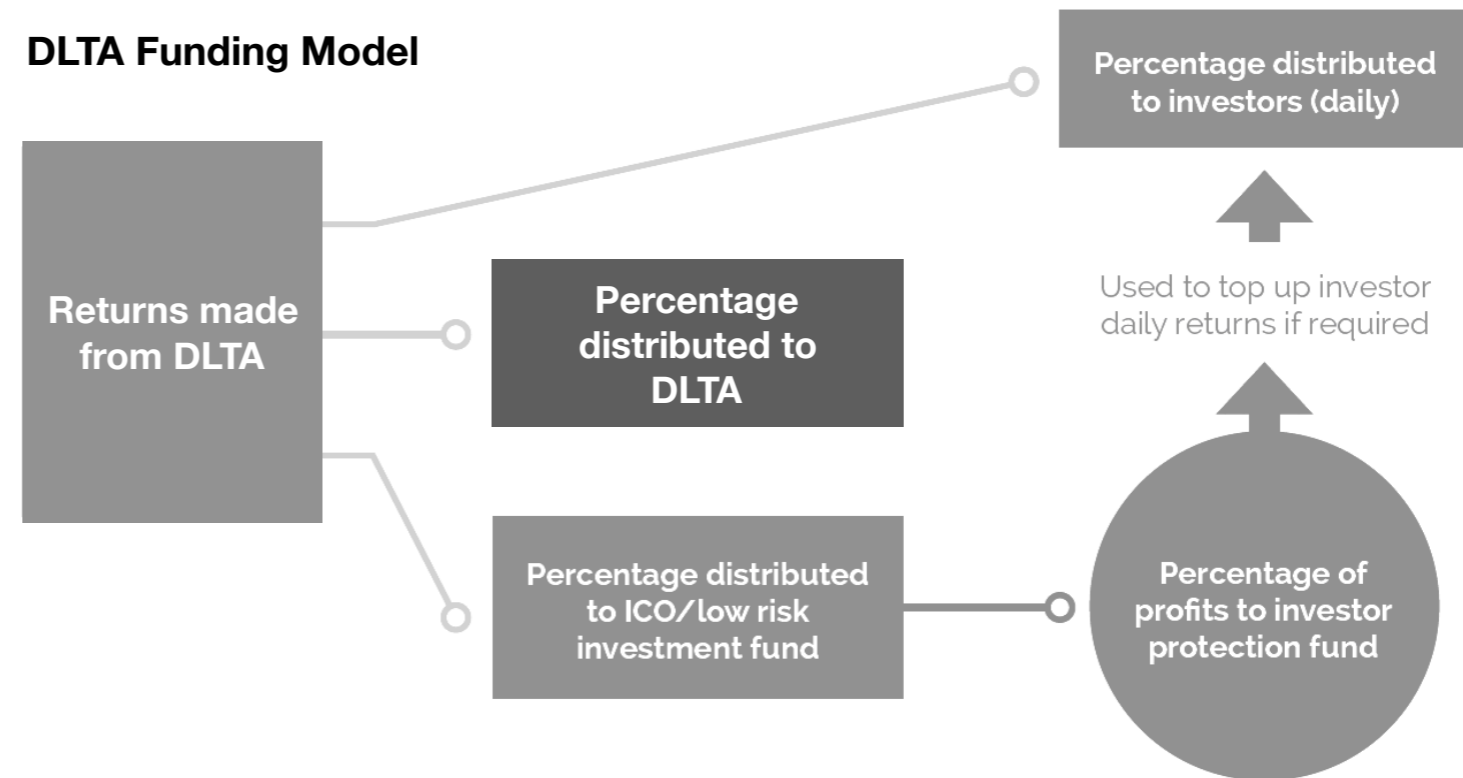 DLTA Funding Model
Percentage distributed
to investors (daily)
Returns made
from DLTA
Percentage
distributed to
DLTA
Used to top up investor
daily returns if required
Percentage distributed
to ICO/low risk
investment fund
Percentage of
profits to investor
protection fund